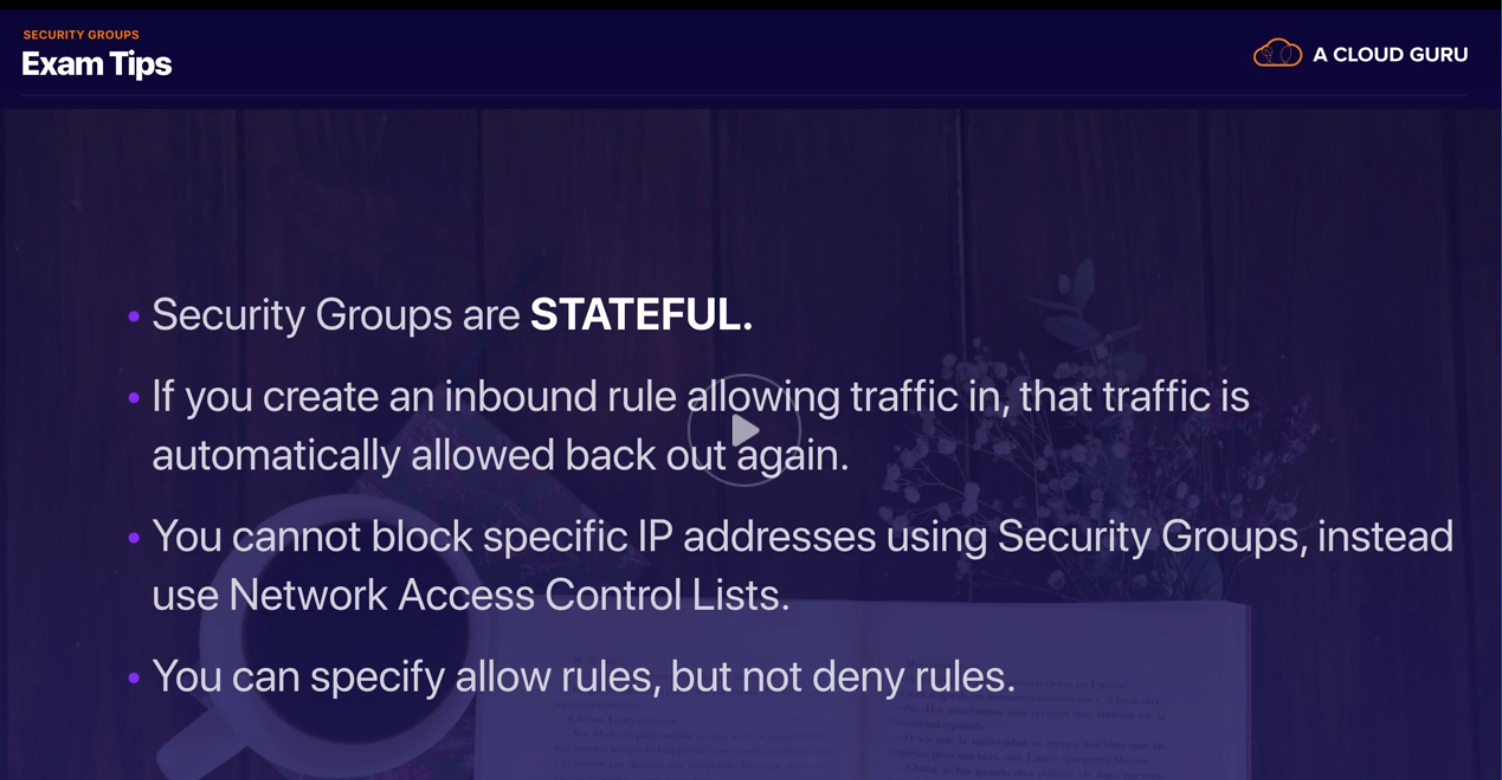 SECURITY GROUPS
Exam Tips
A CLOUD GURU
• Security Groups are STATEFUL.
• If you create an inbound rule allowing traffic in, that traffic is
automatically allowed back out again.
• You cannot block specific IP addresses using Security Groups, instead
use Network Access Control Lists.
• You can specify allow rules, but not deny rules.